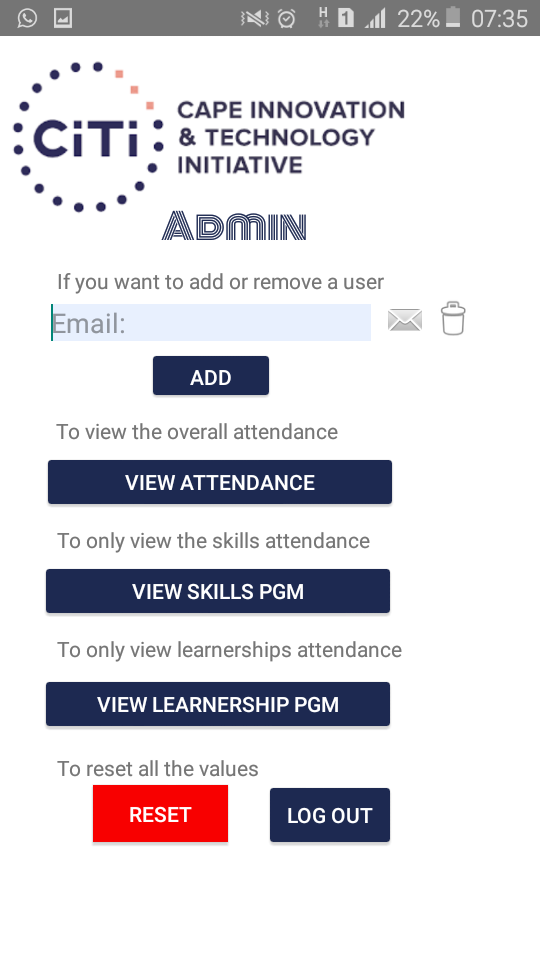 H 1 22% 07:35
CiTi
CAPE INNOVATION
& TECHNOLOGY
INITIATIVE
ADMIN
If you want to add or remove a user
Email:
ADD
To view the overall attendance
VIEW ATTENDANCE
To only view the skills attendance
VIEW SKILLS PGM
To only view learnerships attendance
VIEW LEARNERSHIP PGM
To reset all the values
RESET LOG OUT